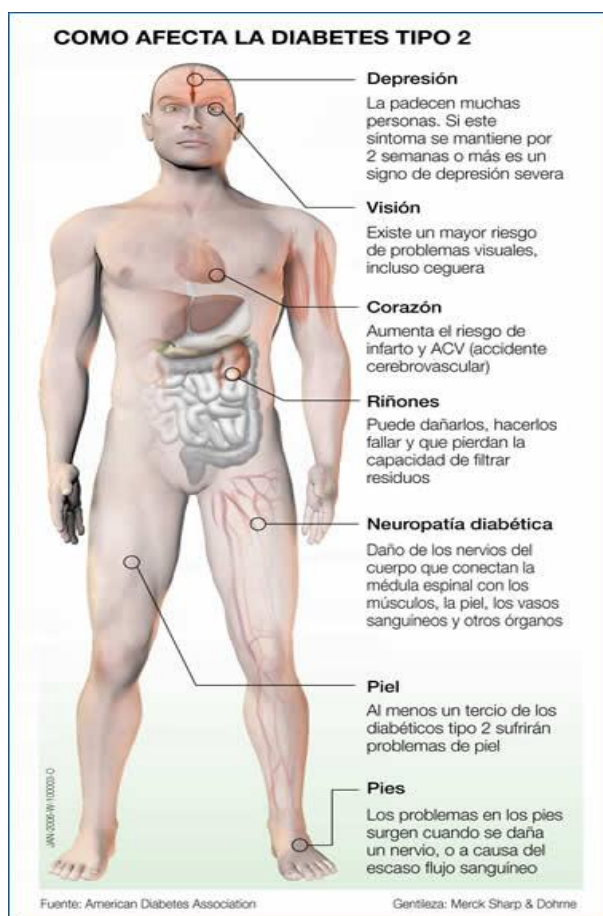 COMO AFECTA LA DIABETES TIPO 2
Depresión
La padecen muchas
personas. Si este
síntoma se mantiene por
2 semanas o más es un
signo de depresión severa
Visión
Existe un mayor riesgo
de problemas visuales,
incluso ceguera
Corazón
Aumenta el riesgo de
infarto y ACV (accidente
cerebrovascular)
Riñones
Puede dañarlos, hacerlos
fallar y que pierdan la
capacidad de filtrar
residuos
Neuropatía diabética
Daño de los nervios del
cuerpo que conectan la
médula espinal con los
músculos, la piel, los vasos
sanguíneos y otros órganos
Piel
Al menos un tercio de los
diabéticos tipo 2 sufrirán
problemas de piel
Pies
Los problemas en los pies
surgen cuando se daña
un nervio, o a causa del
escaso flujo sanguíneo
JAN-2006-W-100003-O
Fuente: American Diabetes Association
Gentileza: Merck Sharp & Dohme